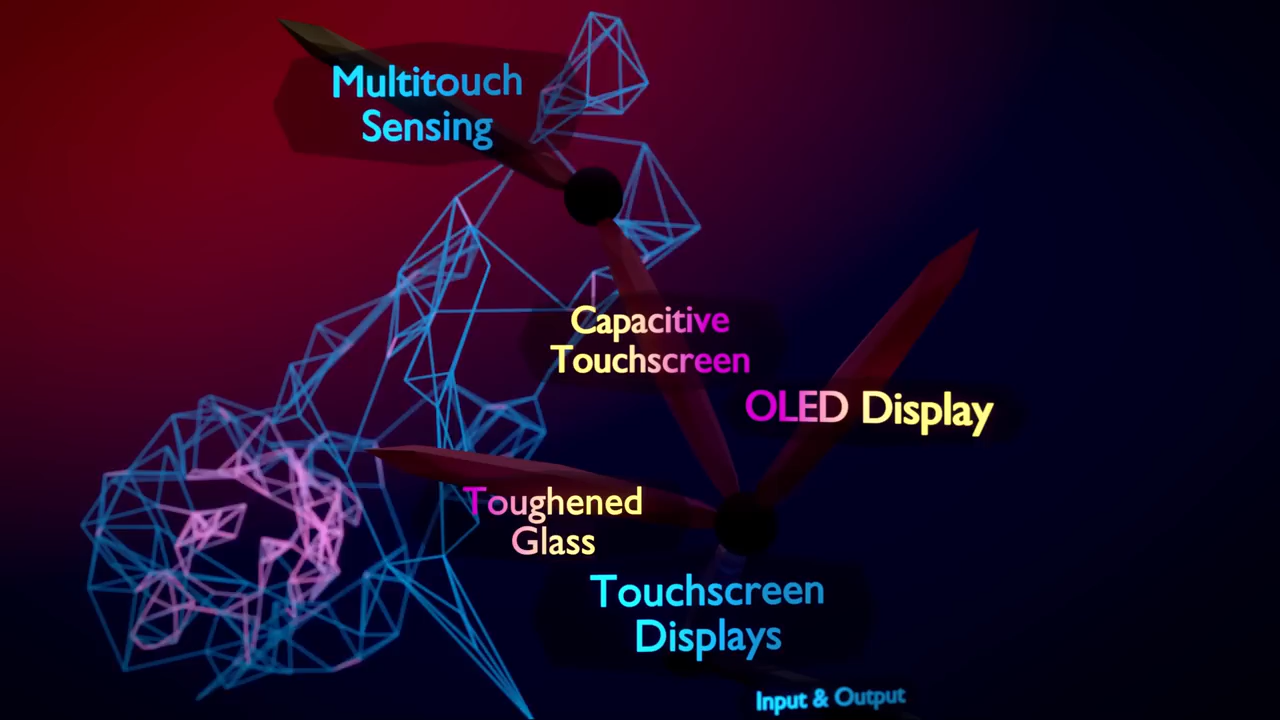 Multitouch
Sensing
Capacitive
Touchscreen
OLED Display
Toughened
Glass
Touchscreen
Displays
Input & Output